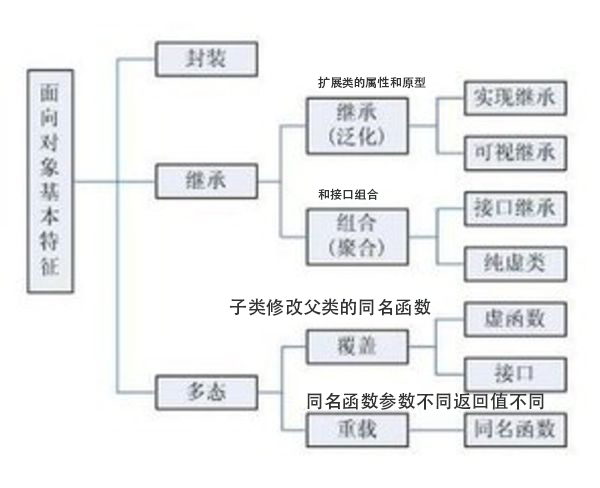 面向对象基本特征
封装
继承
扩展类的属性和原型
继承
(泛化)
实现继承
可视继承
和接口组合
组合
(聚合)
接口继承
纯虚类
多态
子类修改父类的同名函数
覆盖
虚函数
接口
同名函数参数不同返回值不同
重载
同名函数